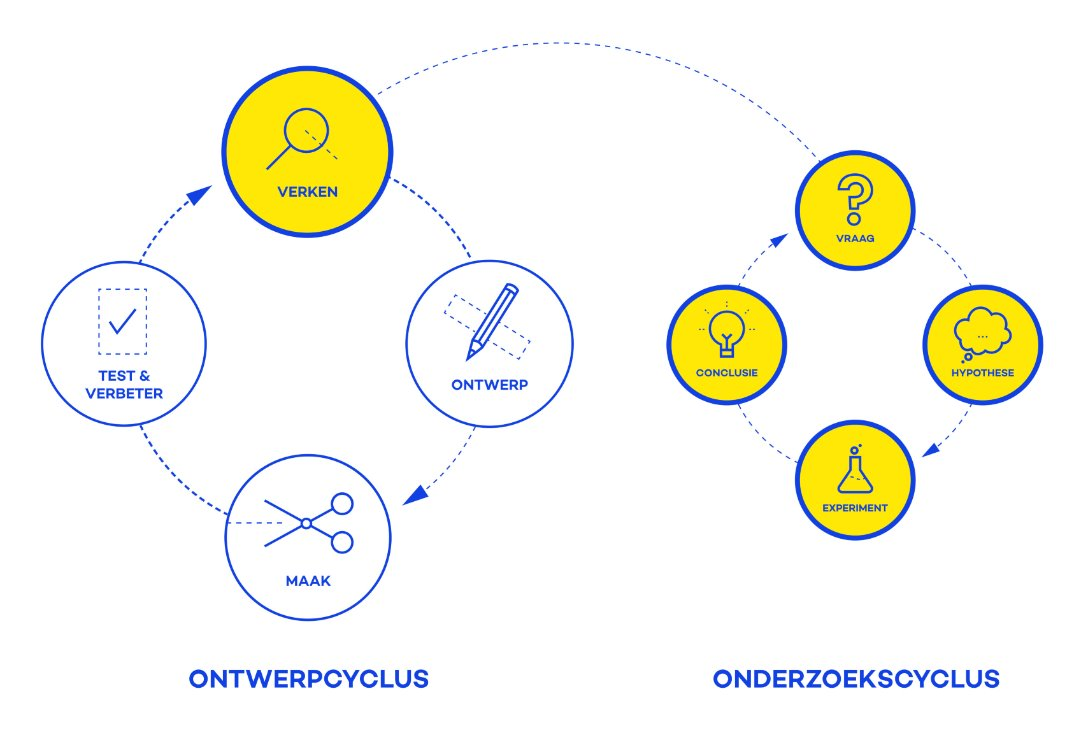 VERKEN
ONTWERP
MAAK
TEST &
VERBETER
ONTWERPCYCLUS
VRAAG
HYPOTHESE
...
EXPERIMENT
CONCLUSIE
ONDERZOEKSCYCLUS